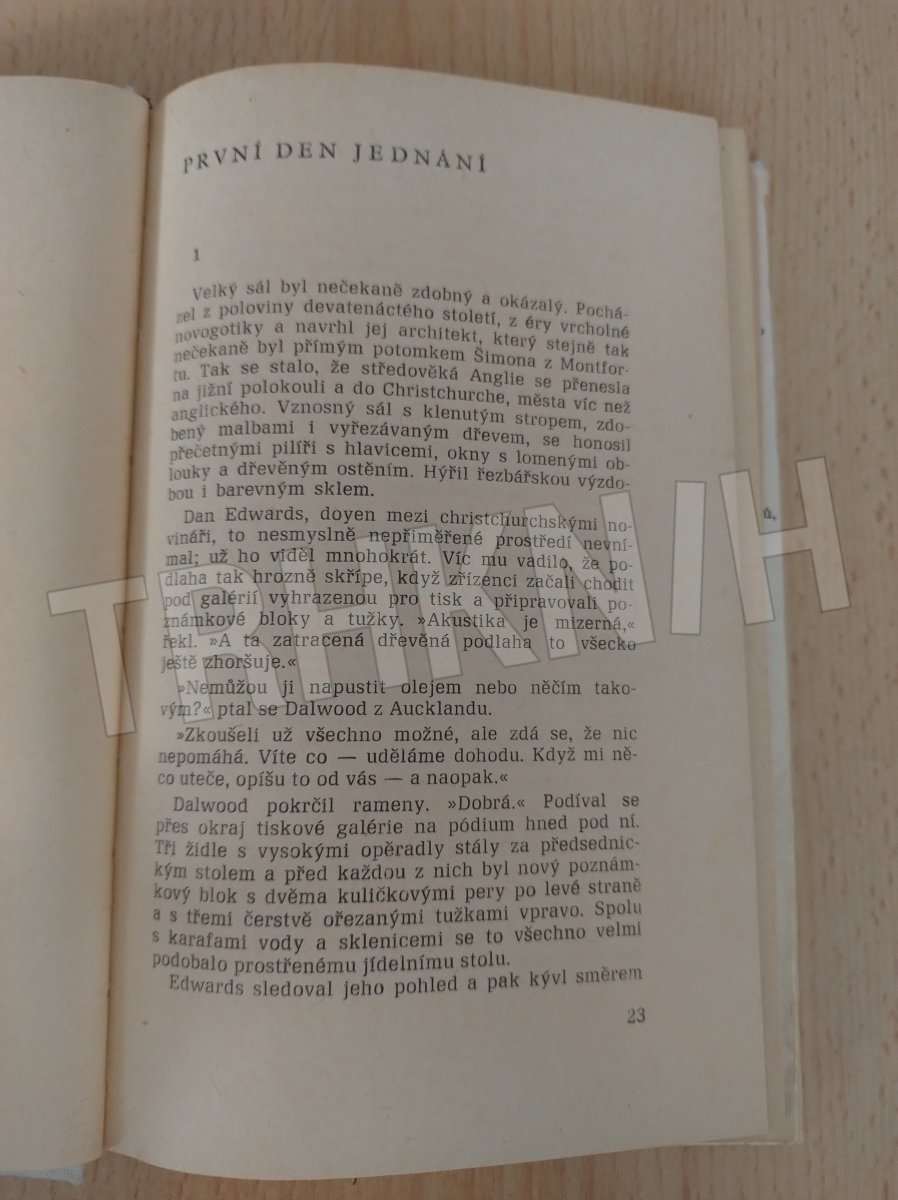 PRVNÍ DEN JEDNÁNÍ
1
Velký sál byl nečekaně zdobný a okázalý. Pochá-
zel z poloviny devatenáctého století, z éry vrcholné
novogotiky a navrhl jej architekt, který stejně tak
nečekaně byl přímým potomkem Šimona z Montfor-
tu. Tak se stalo, že středověká Anglie se přenesla
na jižní polokouli a do Christchurche, města víc než
anglického. Vznosný sál s klenutým stropem, zdo-
bený malbami i vyřezávaným dřevem, se honosil
přečetnými pilíři s hlavicemi, okny s lomenými ob-
louky a dřevěným ostěním. Hýřil řezbářskou výzdo-
bou i barevným sklem.
Dan Edwards, doyen mezi christchurchskými no-
vináři, to nesmyslně nepřiměřené prostředí nevní-
mal; už ho viděl mnohokrát. Víc mu vadilo, že po-
dlaha tak hrozně skřípe, když zřízenci začali chodit
pod galérií vyhrazenou pro tisk a připravovali po-
známkové bloky a tužky. »Akustika je mizerná,«
řekl. »A ta zatracená dřevěná podlaha to všecko
ještě zhoršuje.«
»Nemůžou ji napustit olejem nebo něčím tako-
vým?« ptal se Dalwood z Aucklandu.
»Zkoušeli už všechno možné, ale zdá se, že nic
nepomáhá. Víte co — uděláme dohodu. Když mi ně-
co uteče, opíšu to od vás — a naopak.«
Dalwood pokrčil rameny. »Dobrá.« Podíval se
přes okraj tiskové galérie na pódium hned pod ní.
Tři židle s vysokými opěradly stály za předsednic-
kým stolem a před každou z nich byl nový poznám-
kový blok s dvěma kuličkovými pery po levé straně
a s třemi čerstvě ořezanými tužkami vpravo. Spolu
s karafami vody a sklenicemi se to všechno velmi
podobalo prostřenému jídelnímu stolu.
Edwards sledoval jeho pohled a pak kývl směrem
23
ů,
TRHKNIH